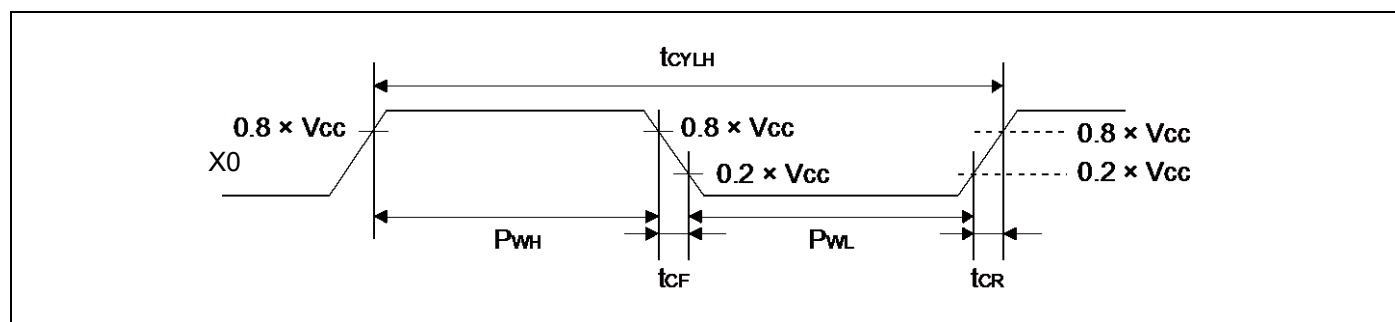 tCYLH
0.8 × VCC
0.8 × VCC
0.8 × VCC
X0
0.2 × VCC
0.2 × VCC
PWH
PWL
tCF
tCR